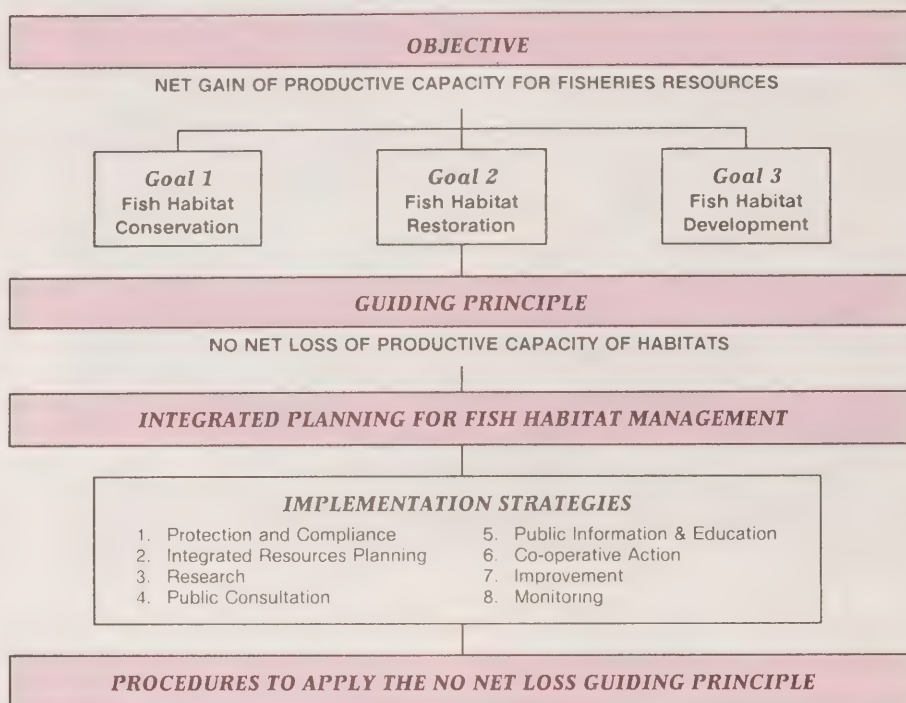 OBJECTIVE
NET GAIN OF PRODUCTIVE CAPACITY FOR FISHERIES RESOURCES
Goal 1
Fish Habitat
Conservation
Goal 2
Fish Habitat
Restoration
Goal 3
Fish Habitat
Development
GUIDING PRINCIPLE
NO NET LOSS OF PRODUCTIVE CAPACITY OF HABITATS
INTEGRATED PLANNING FOR FISH HABITAT MANAGEMENT
IMPLEMENTATION STRATEGIES
1. Protection and Compliance
2. Integrated Resources Planning
3. Research
4. Public Consultation
5. Public Information & Education
6. Co-operative Action
7. Improvement
8. Monitoring
PROCEDURES TO APPLY THE NO NET LOSS GUIDING PRINCIPLE